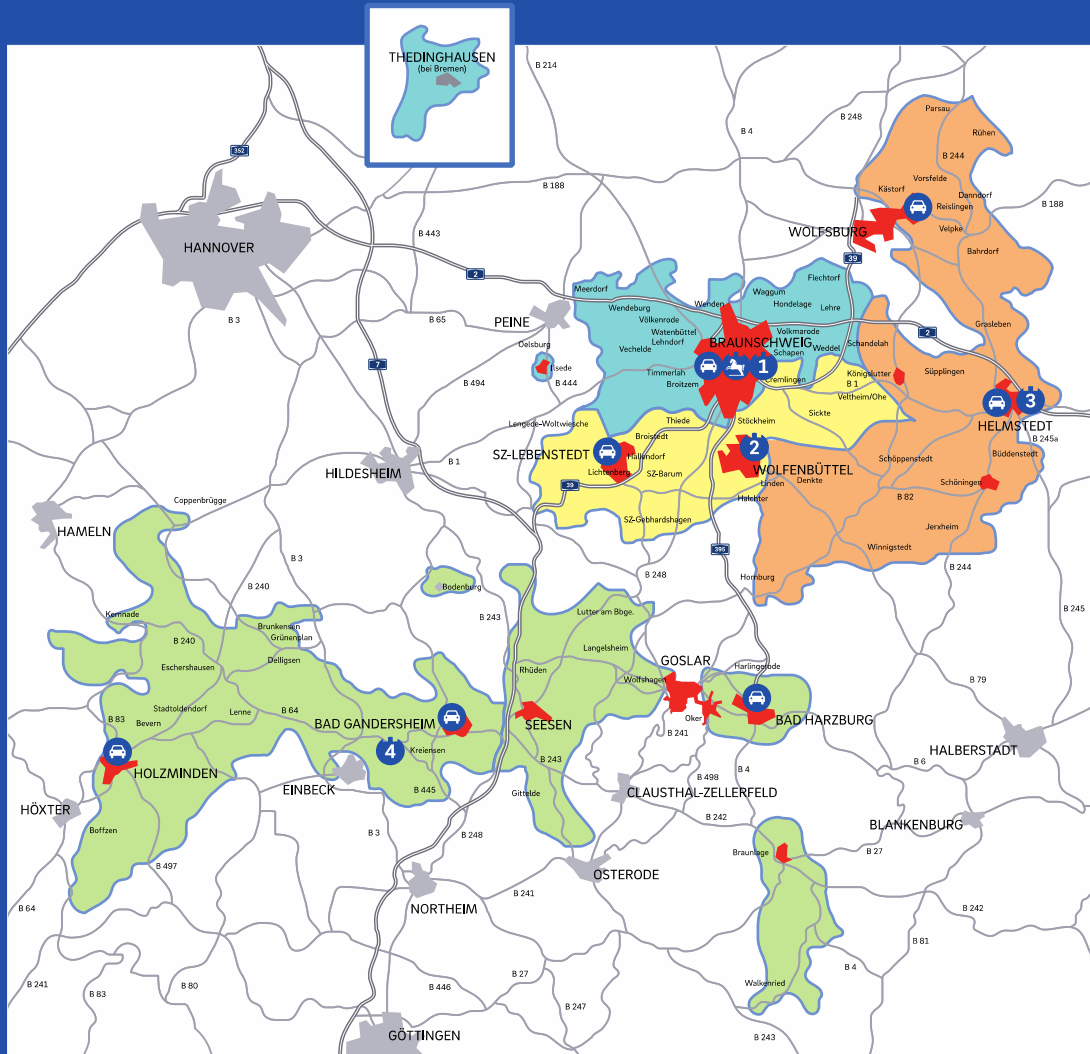 THEDINGHAUSEN
(bei Bremen)
B 214
B 4
B 248
Parsau
Rühen
352
B 244
B 188
Vorsfelde
Kästorf
Danndorf
Reislingen
B 188
HANNOVER
B 443
WOLFSBURG
Velpke
Bahrdorf
39
2
Flechtorf
Meerdorf
Waggum
Wenden
Hondelage
Lehre
Wendeburg
B 3
B 65
PEINE
Völkenrode
Grasleben
Watenbüttel
Volkmarode
2
Lehndorf
BRAUNSCHWEIG
Schandelah
Oelsburg
Vechelde
Schapen
Weddel
7
Ilsede
Timmerlah
1
Süpplingen
Cremlingen
Königslutter
B 494
B 444
Broitzem
B 1
Veltheim/Ohe
3
Sickte
Lengede-Woltwiesche
Thiede
Stöckheim
HELMSTEDT
Broistedt
B 245a
SZ-LEBENSTEDT
2
Büddenstedt
Hallendorf
Schöppenstedt
B 1
HILDESHEIM
Lichtenberg
SZ-Barum
WOLFENBÜTTEL
Denkte
Linden
Schöningen
39
B 82
Halchter
Coppenbrügge
SZ-Gebhardshagen
Jerxheim
HAMELN
Winnigstedt
395
B 3
B 244
B 248
Hornburg
B 240
Bodenburg
B 243
Lutter am Bbge.
B 245
Kemnade
Brunkensen
Grünenplan
B 240
Langelsheim
Delligsen
GOSLAR
Eschershausen
Rhüden
Harlingerode
Wolfshagen
B 79
Stadtoldendorf
Lenne
B 64
B 83
Bevern
BAD GANDERSHEIM
SEESEN
Oker
BAD HARZBURG
B 241
4
Kreiensen
HALBERSTADT
B 243
B 6
HOLZMINDEN
B 4
B 498
EINBECK
B 445
Gittelde
CLAUSTHAL-ZELLERFELD
HÖXTER
B 242
BLANKENBURG
Boffzen
B 3
B 248
Braunlage
B 27
B 497
OSTERODE
B 241
B 64
NORTHEIM
B 242
B 81
B 4
B 27
B 241
B 80
B 446
Walkenried
B 83
B 247
GÖTTINGEN
B 243